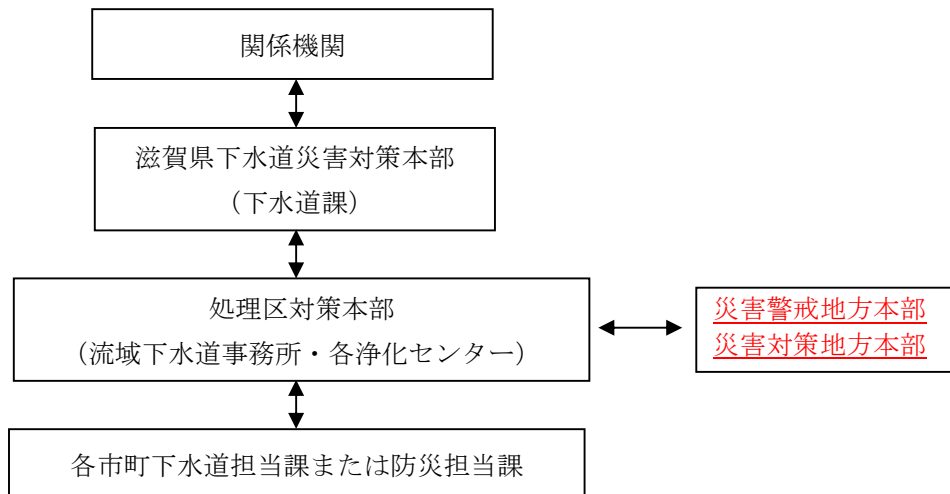 関係機関
滋賀県下水道災害対策本部
（下水道課）
処理区対策本部
（流域下水道事務所・各浄化センター）
災害警戒地方本部
災害対策地方本部
各市町下水道担当課または防災担当課